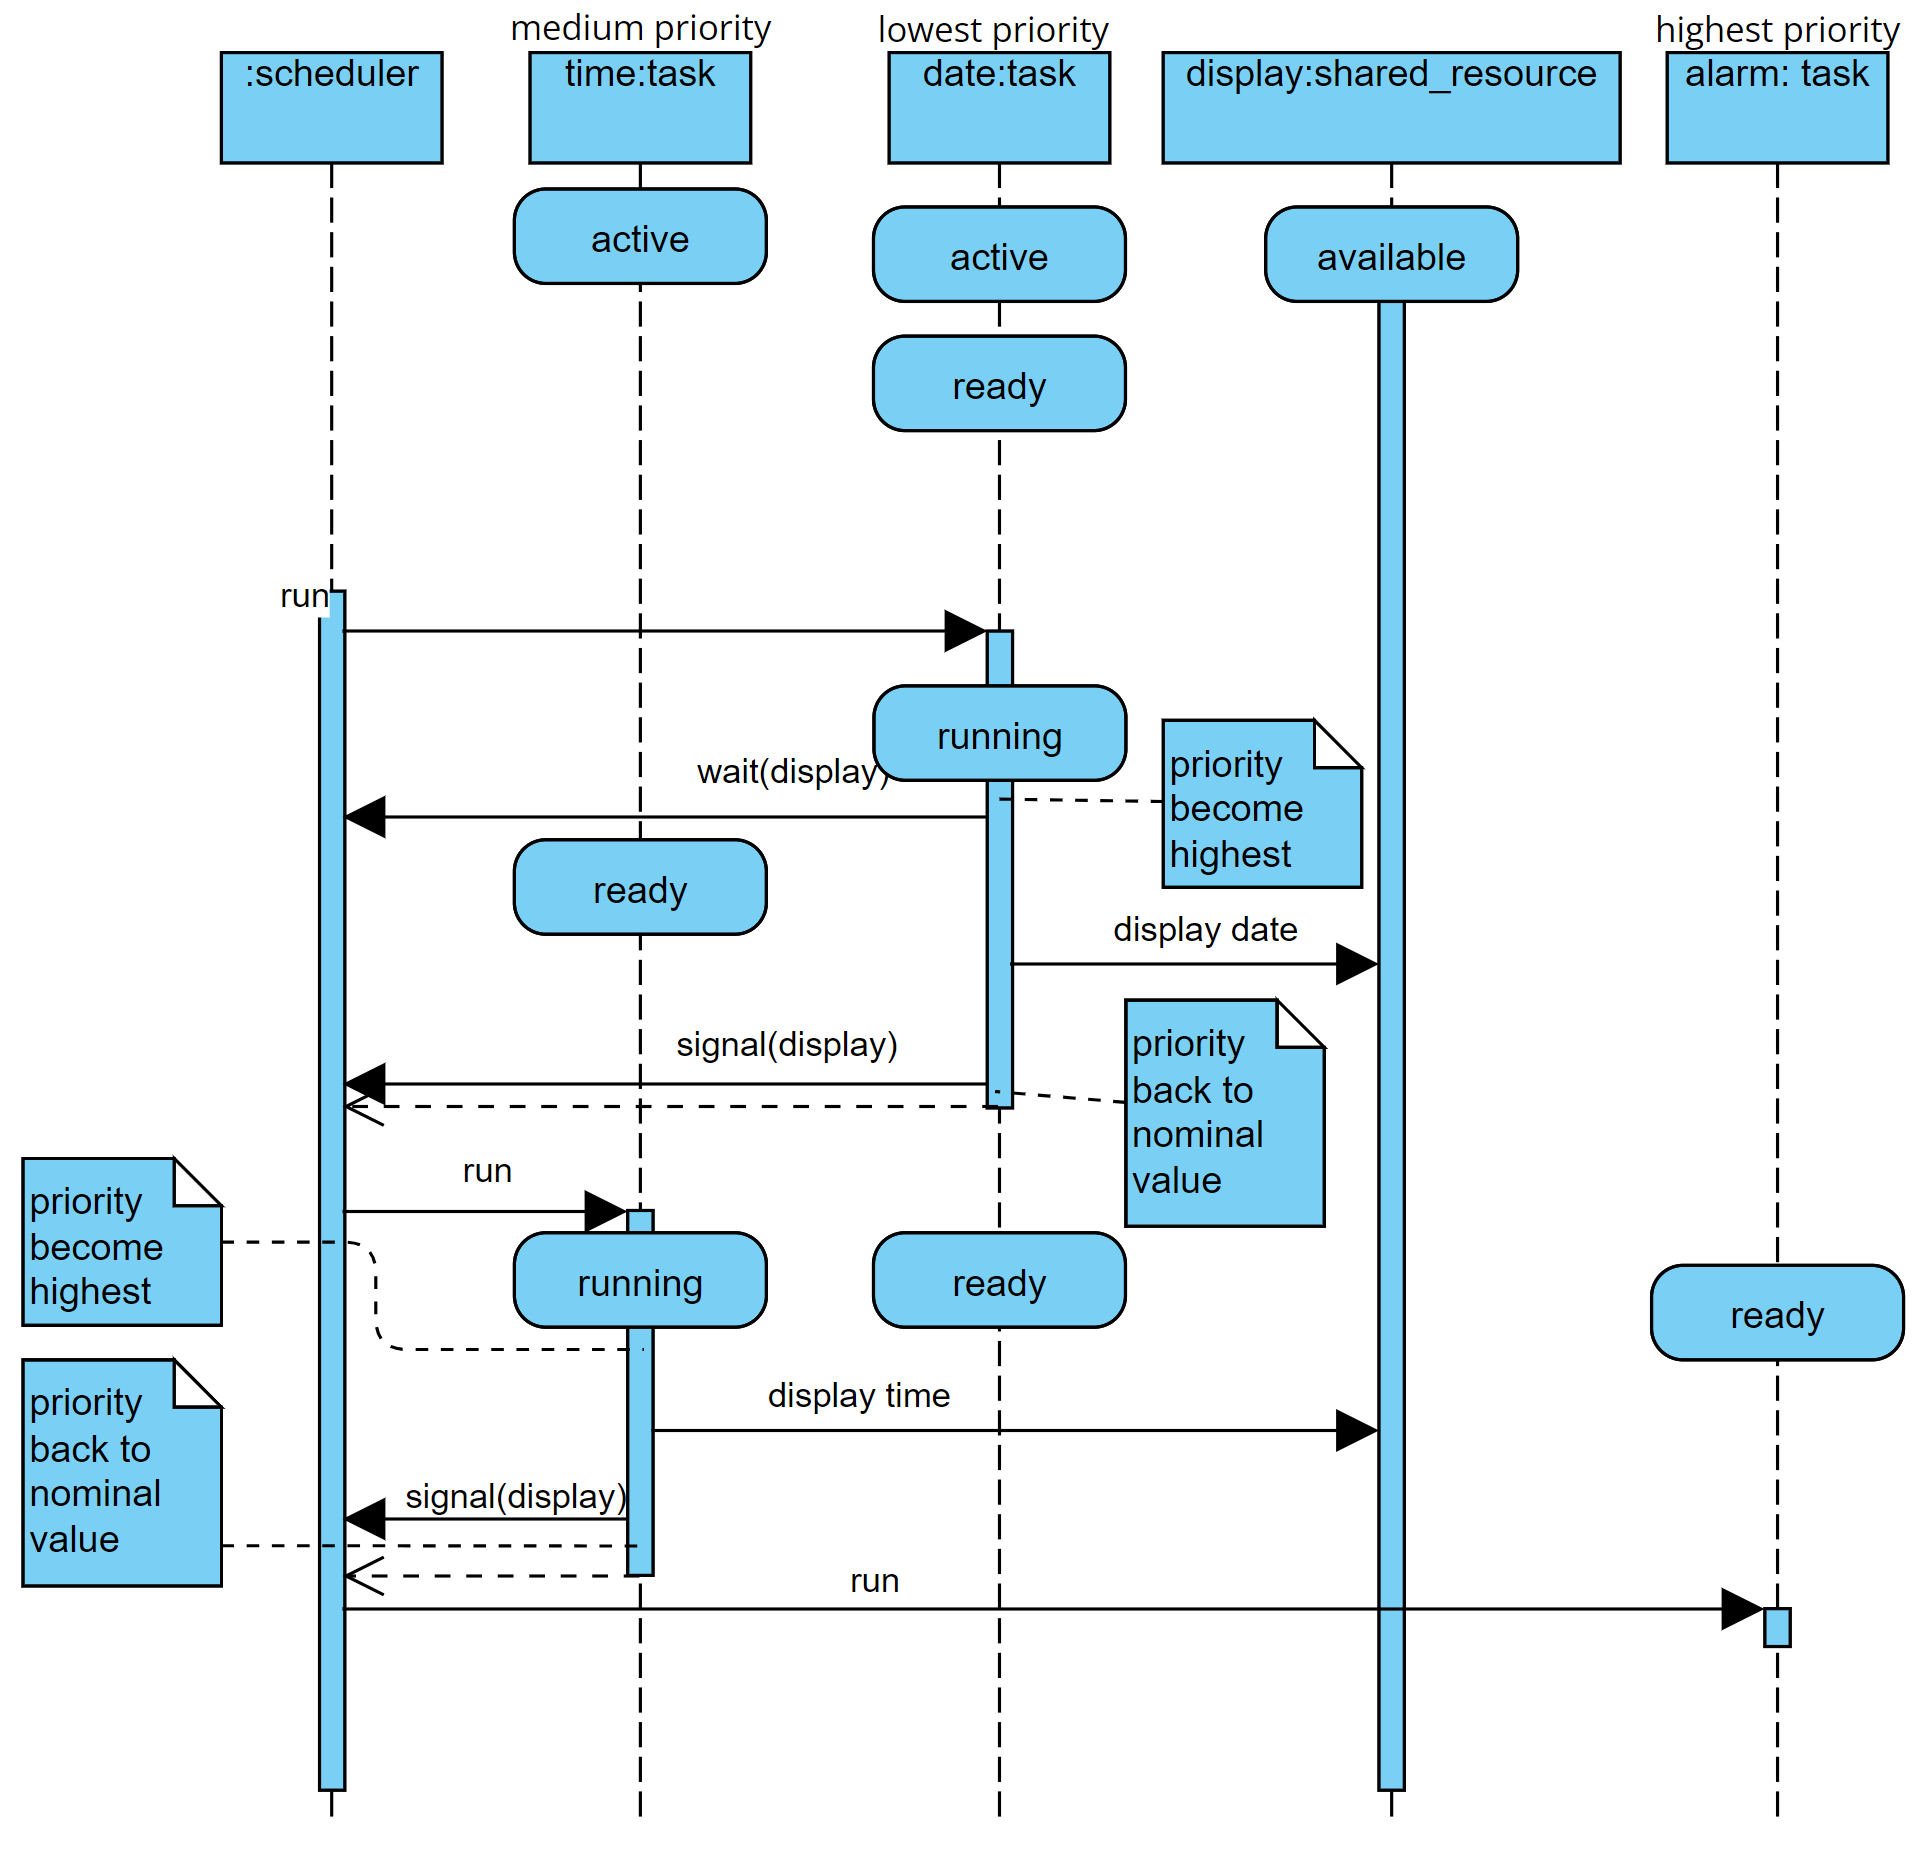 medium priority
lowest priority
highest priority
:scheduler
time:task
date:task
display:shared_resource
alarm: task
active
active
available
ready
run
running
wait(display)
priority
become
highest
ready
display date
signal(display)
priority
back to
nominal
value
run
priority
become
highest
running
ready
ready
display time
priority
back to
nominal
value
signal(display)
run